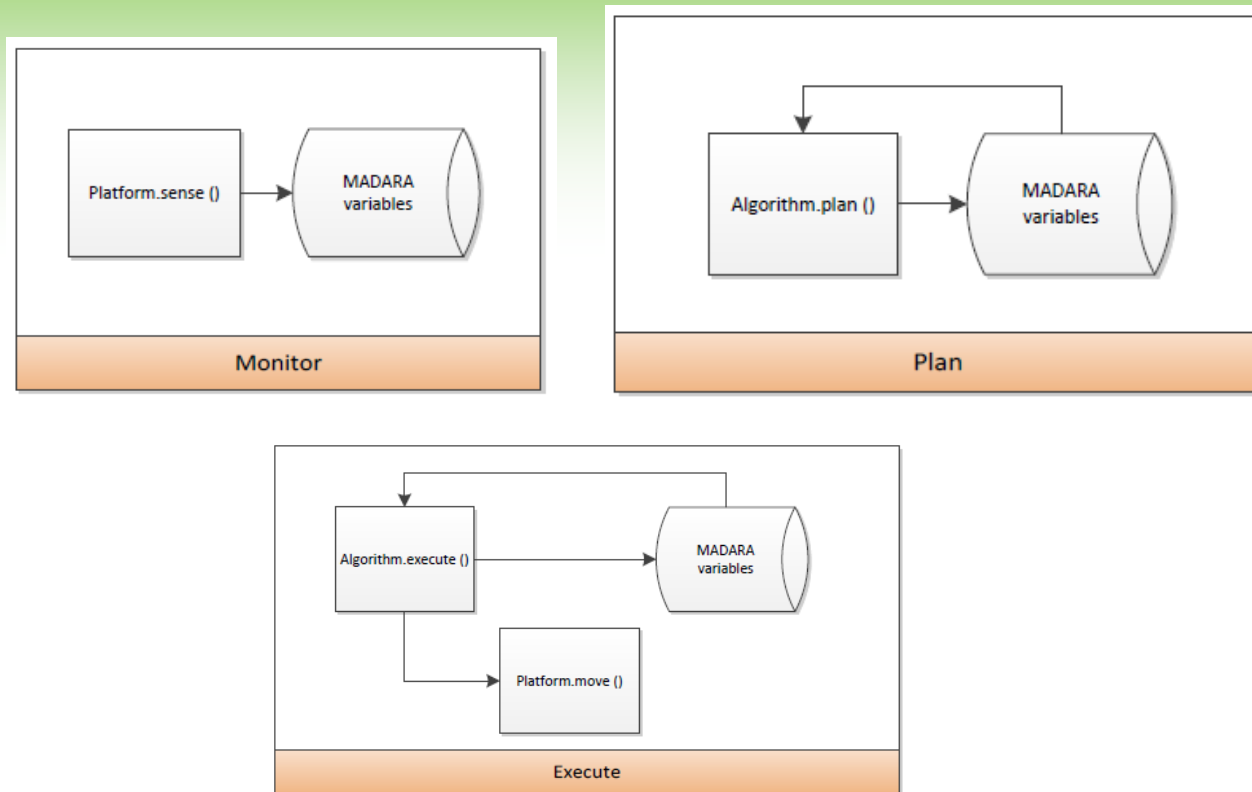 Platform.sense ()
MADARA
variables
Monitor
Algorithm.plan ()
MADARA
variables
Plan
Algorithm.execute ()
MADARA
variables
Platform.move ()
Execute